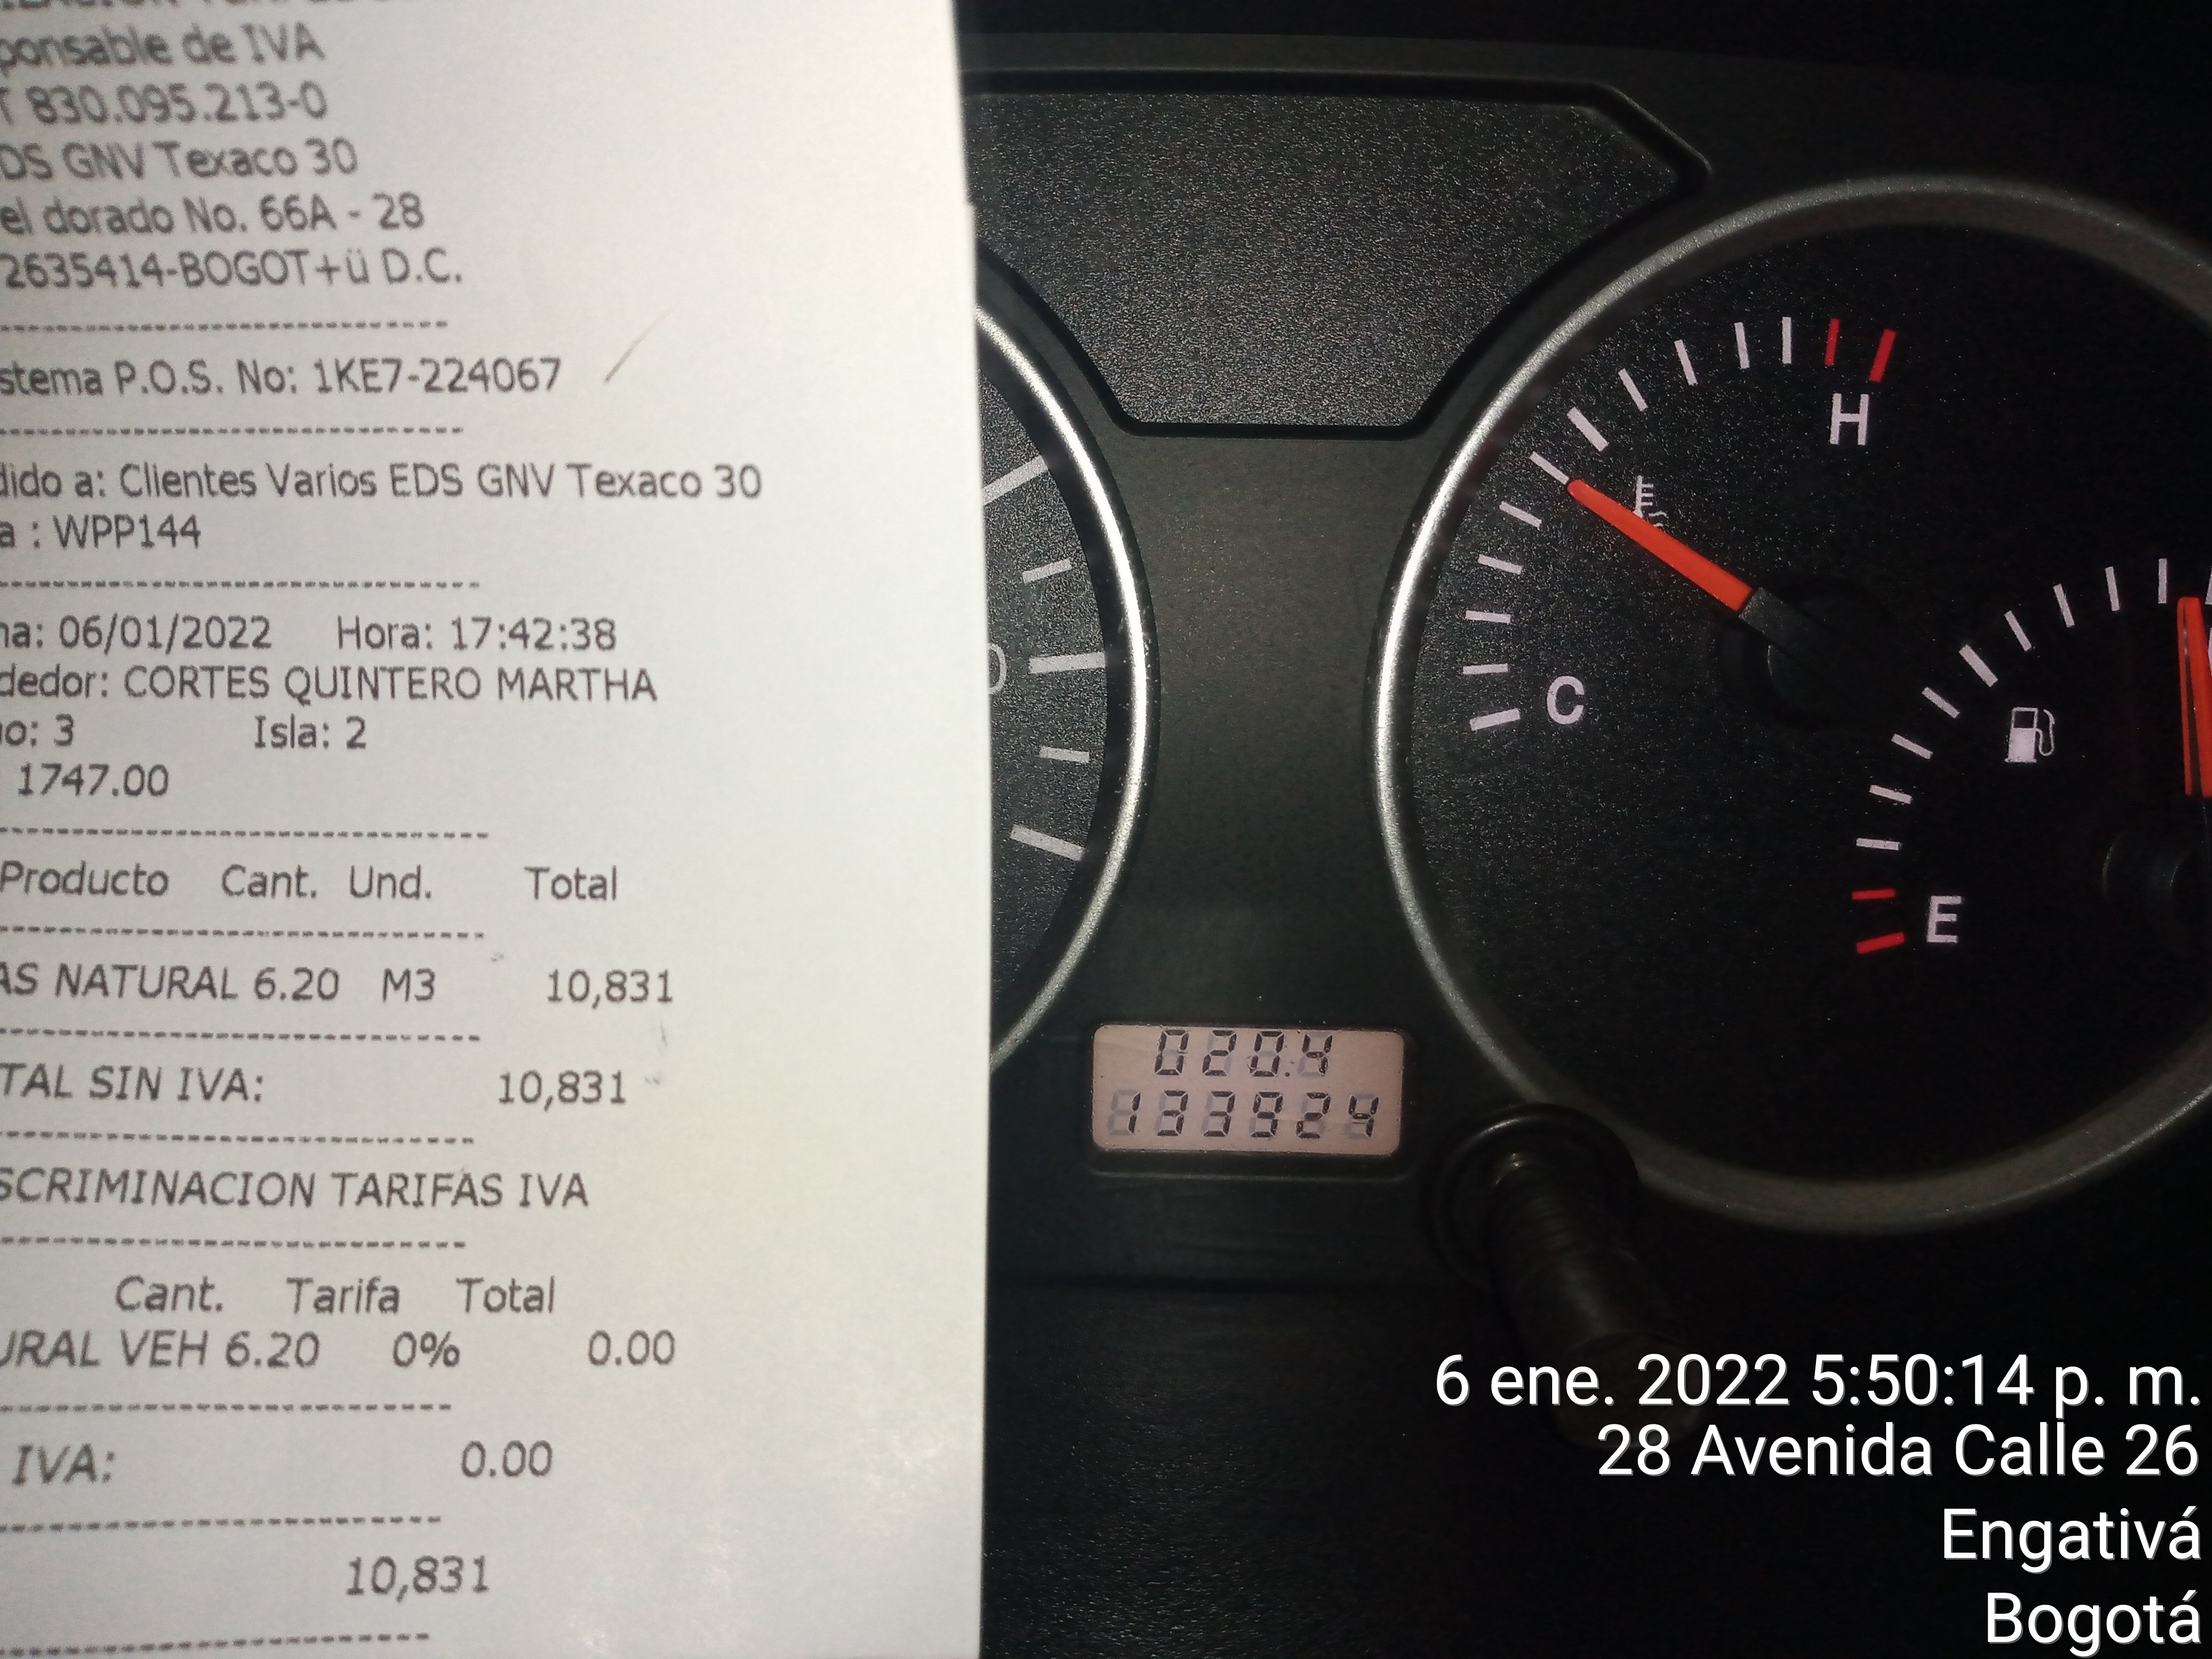 ponsable de IVA
T 830.095.213-0
DS GNV Texaco 30
el dorado No. 66A - 28
2635414-BOGOT+ü D.C.
stema P.O.S. No: 1KE7-224067
dido a: Clientes Varios EDS GNV Texaco 30
a : WPP144
na: 06/01/2022 Hora: 17:42:38
dedor: CORTES QUINTERO MARTHA
no: 3 Isla: 2
1747.00
Producto Cant. Und. Total
AS NATURAL 6.20 M3 10,831
TAL SIN IVA: 10,831
SCRIMINACION TARIFAS IVA
Cant. Tarifa Total
URAL VEH 6.20 0% 0.00
IVA: 0.00
10,831
H
C
E
020.4
133924
6 ene. 2022 5:50:14 p. m.
28 Avenida Calle 26
Engativá
Bogotá